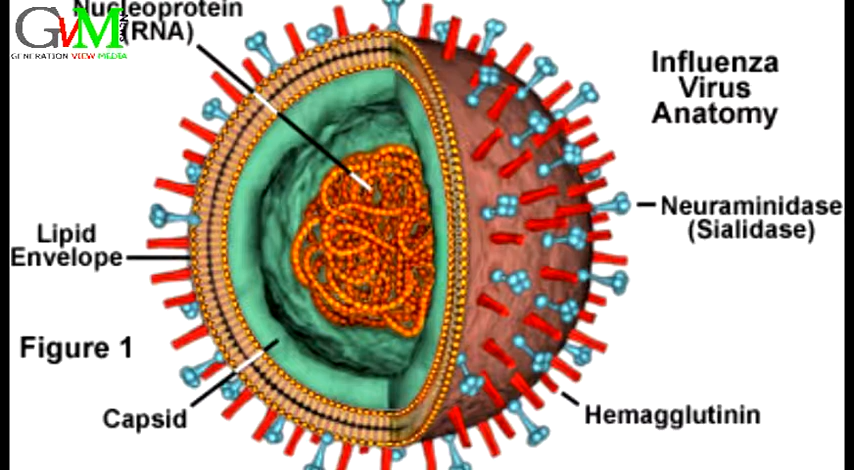 Nucleoprotein
(RNA)
GVM
GENERATION VIEW MEDIA
Influenza
Virus
Anatomy
Neuraminidase
(Sialidase)
Lipid
Envelope
Figure 1
Capsid
Hemagglutinin